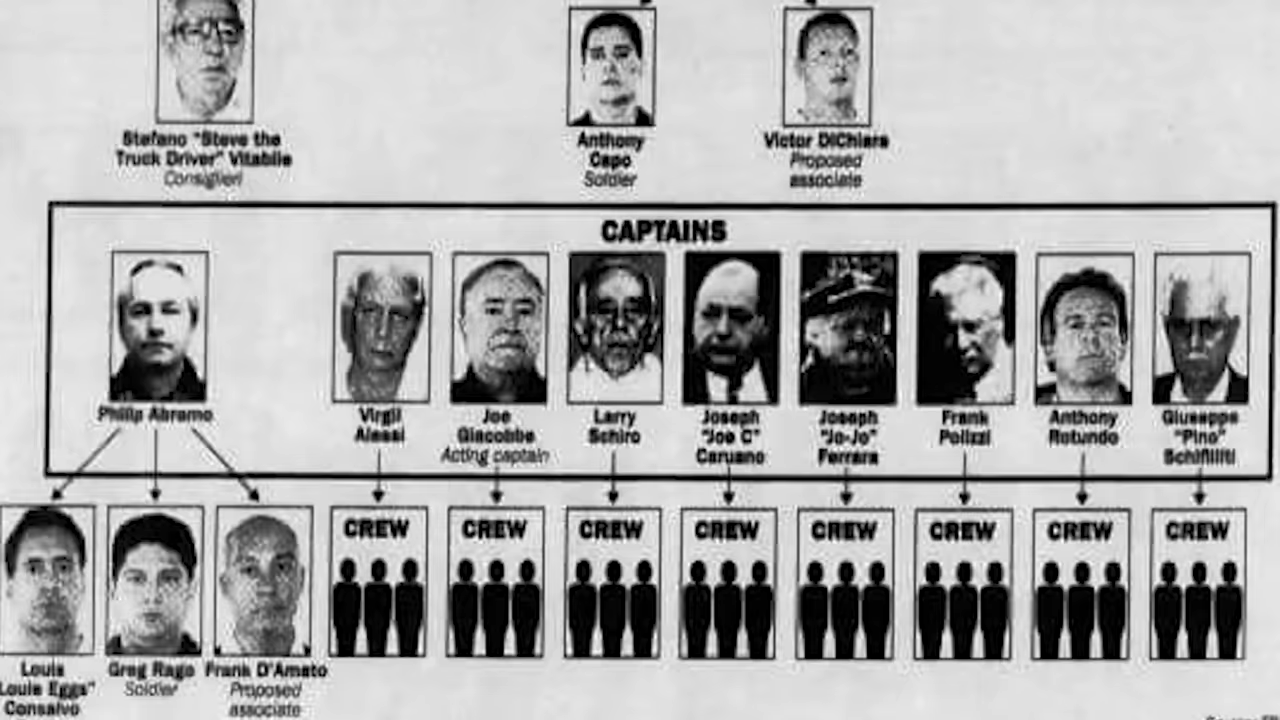 Stefano "Steve the
Truck Driver" Vitabile
Consiglieri
Anthony
Capo
Soldier
Victor DiChiara
Proposed
associate
CAPTAINS
Philip Abramo
Virgil
Alessi
Joe
Giacobbe
Acting captain
Larry
Schiro
Joseph
"Joe C"
Caruano
Joseph
"Jo-Jo"
Ferrara
Frank
Polizzi
Anthony
Rotundo
Giuseppe
"Pino"
Schifilliti
CREW
CREW
CREW
CREW
CREW
CREW
CREW
CREW
Louis
Louie Eggs"
Consalvo
Greg Rago
Soldier
Frank D'Amato
Proposed
associate